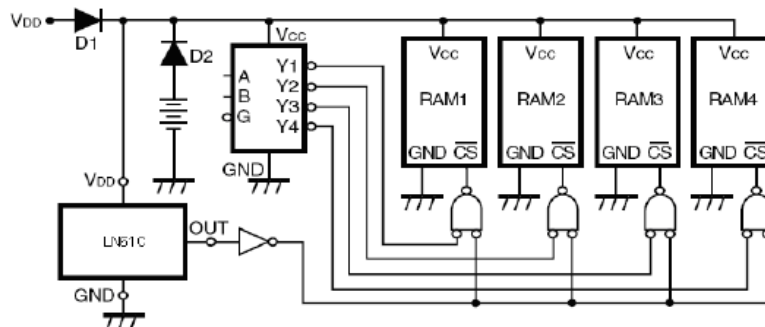 VDD
D1
D2
VCC
A
B
G
Y1
Y2
Y3
Y4
GND
VCC
RAM1
GND CS
VCC
RAM2
GND CS
VCC
RAM3
GND CS
VCC
RAM4
GND CS
VDD
LN61C
OUT
GND